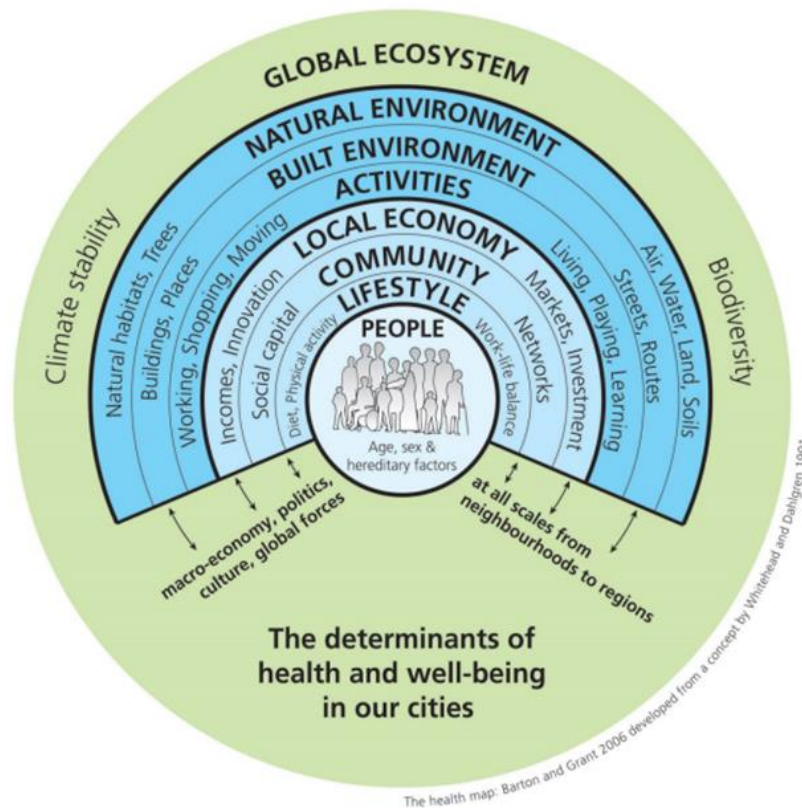 GLOBAL ECOSYSTEM
NATURAL ENVIRONMENT
BUILT ENVIRONMENT
ACTIVITIES
LOCAL ECONOMY
COMMUNITY
LIFESTYLE
PEOPLE
Age, sex &
hereditary factors
Climate stability
Natural habitats, Trees
Buildings, Places
Working, Shopping, Moving
Incomes, Innovation
Social capital
Diet, Physical activity
Work-life balance
Networks
Markets, Investment
Living, Playing, Learning
Streets, Routes
Air, Water, Land, Soils
Biodiversity
macro-economy, politics,
culture, global forces
at all scales from
neighbourhoods to regions
The determinants of
health and well-being
in our cities
The health map: Barton and Grant 2006 developed from a concept by Whitehead and Dahlgren 1991